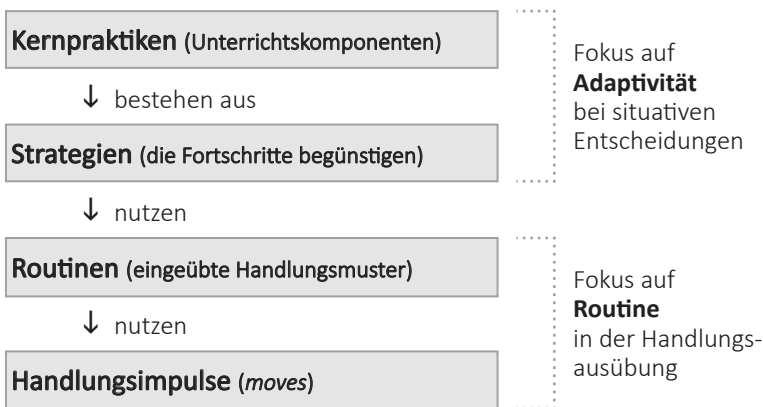 Kernpraktiken (Unterrichtskomponenten)
↓ bestehen aus
Strategien (die Fortschritte begünstigen)
↓ nutzen
Routinen (eingeübte Handlungsmuster)
↓ nutzen
Handlungsimpulse (moves)
Fokus auf
Adaptivität
bei situativen
Entscheidungen
Fokus auf
Routine
in der Handlungs-
ausübung